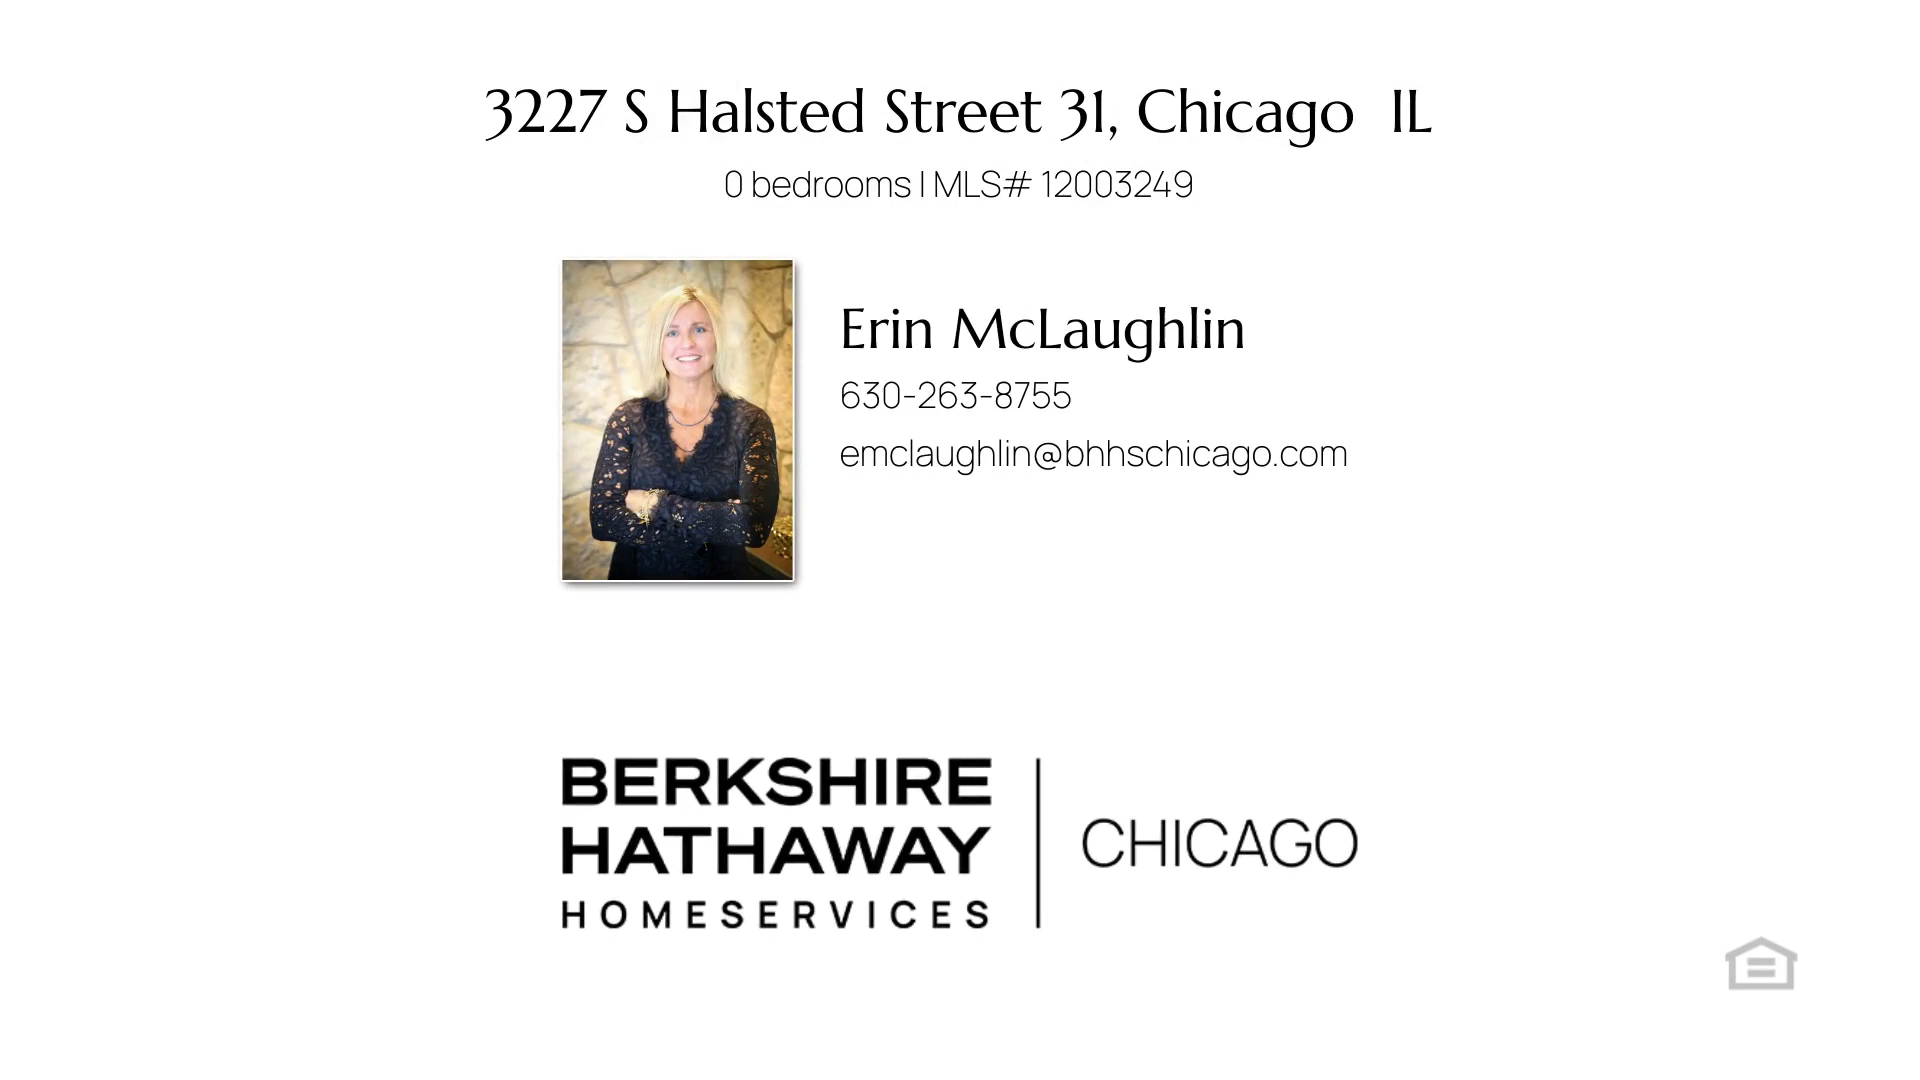 3227 S Halsted Street 31, Chicago  IL
0 bedrooms | MLS# 12003249
Erin McLaughlin
630-263-8755
emclaughlin@bhhschicago.com
BERKSHIRE
HATHAWAY
HOMESERVICES
CHICAGO